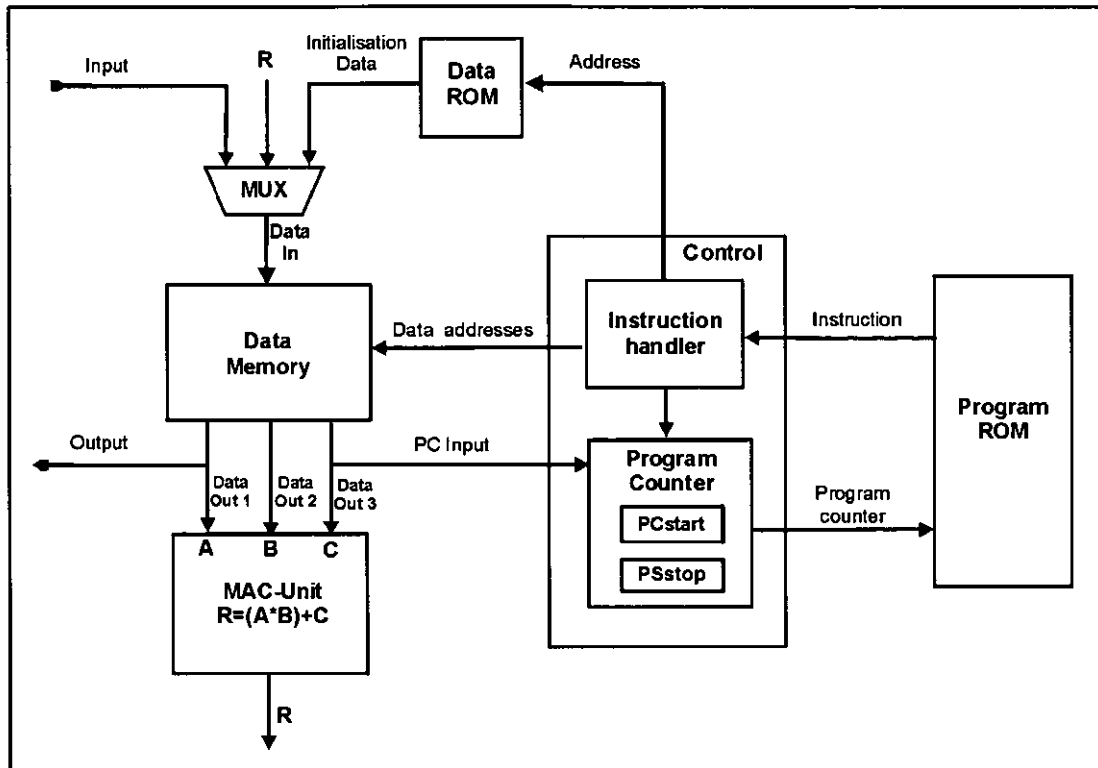 Input
R
Initialisation
Data
Data
ROM
Address
MUX
Data
In
Control
Data
Memory
Data addresses
Instruction
handler
Instruction
Program
ROM
Output
PC Input
Data
Out 1
Data
Out 2
Data
Out 3
Program
Counter
PCstart
PSstop
Program
counter
A B C
MAC-Unit
R=(A*B)+C
R